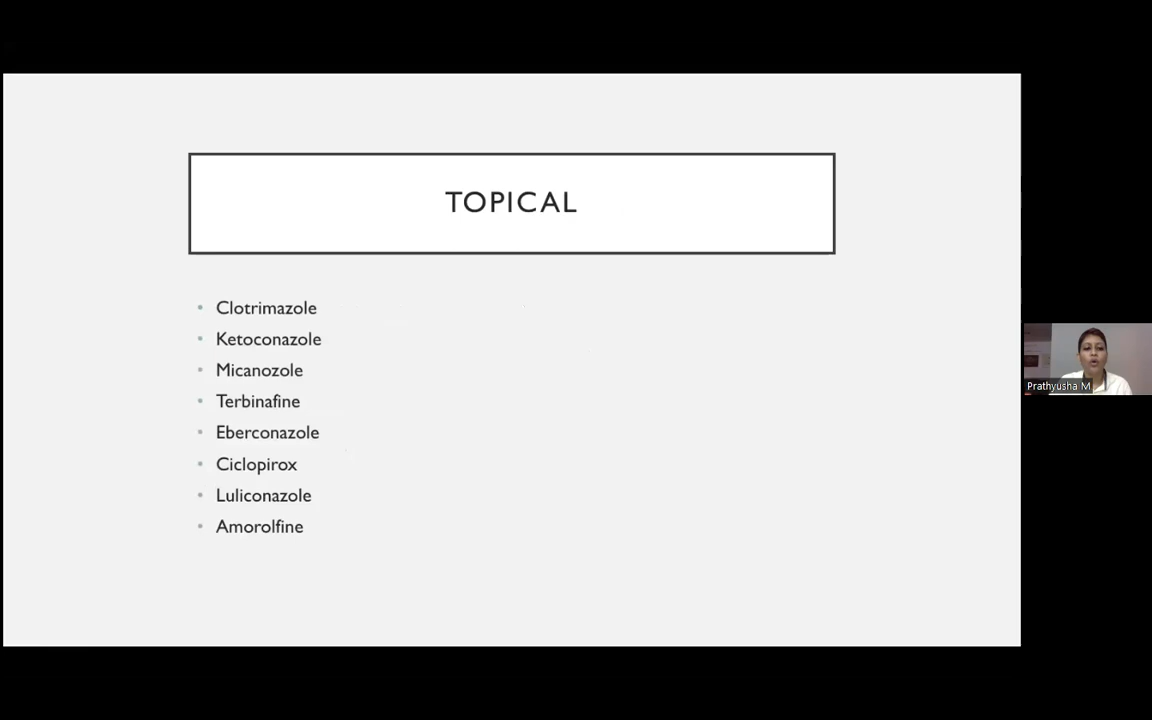 TOPICAL
• Clotrimazole
• Ketoconazole
• Micanozole
• Terbinafine
• Eberconazole
• Ciclopirox
• Luliconazole
• Amorolfine
Prathyusha M